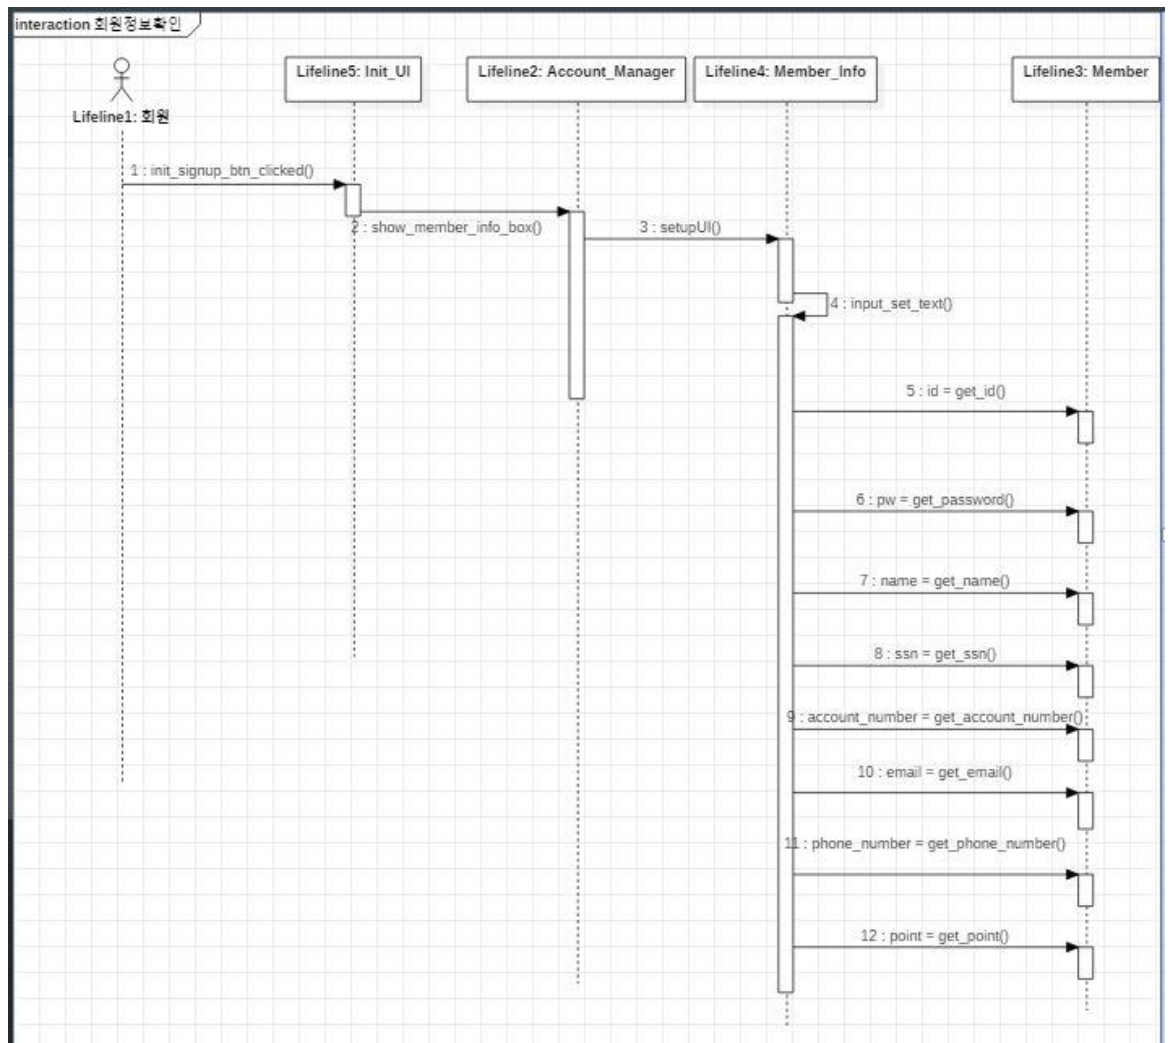 interaction 회원정보확인
Lifeline5: Init_UI
Lifeline2: Account_Manager
Lifeline4: Member_Info
Lifeline3: Member
Lifeline1: 회원
1 : init_signup_btn_clicked()
2 : show_member_info_box()
3 : setupUI()
4 : input_set_text()
5 : id = get_id()
6 : pw = get_password()
7 : name = get_name()
8 : ssn = get_ssn()
9 : account_number = get_account_number()
10 : email = get_email()
11 : phone_number = get_phone_number()
12 : point = get_point()